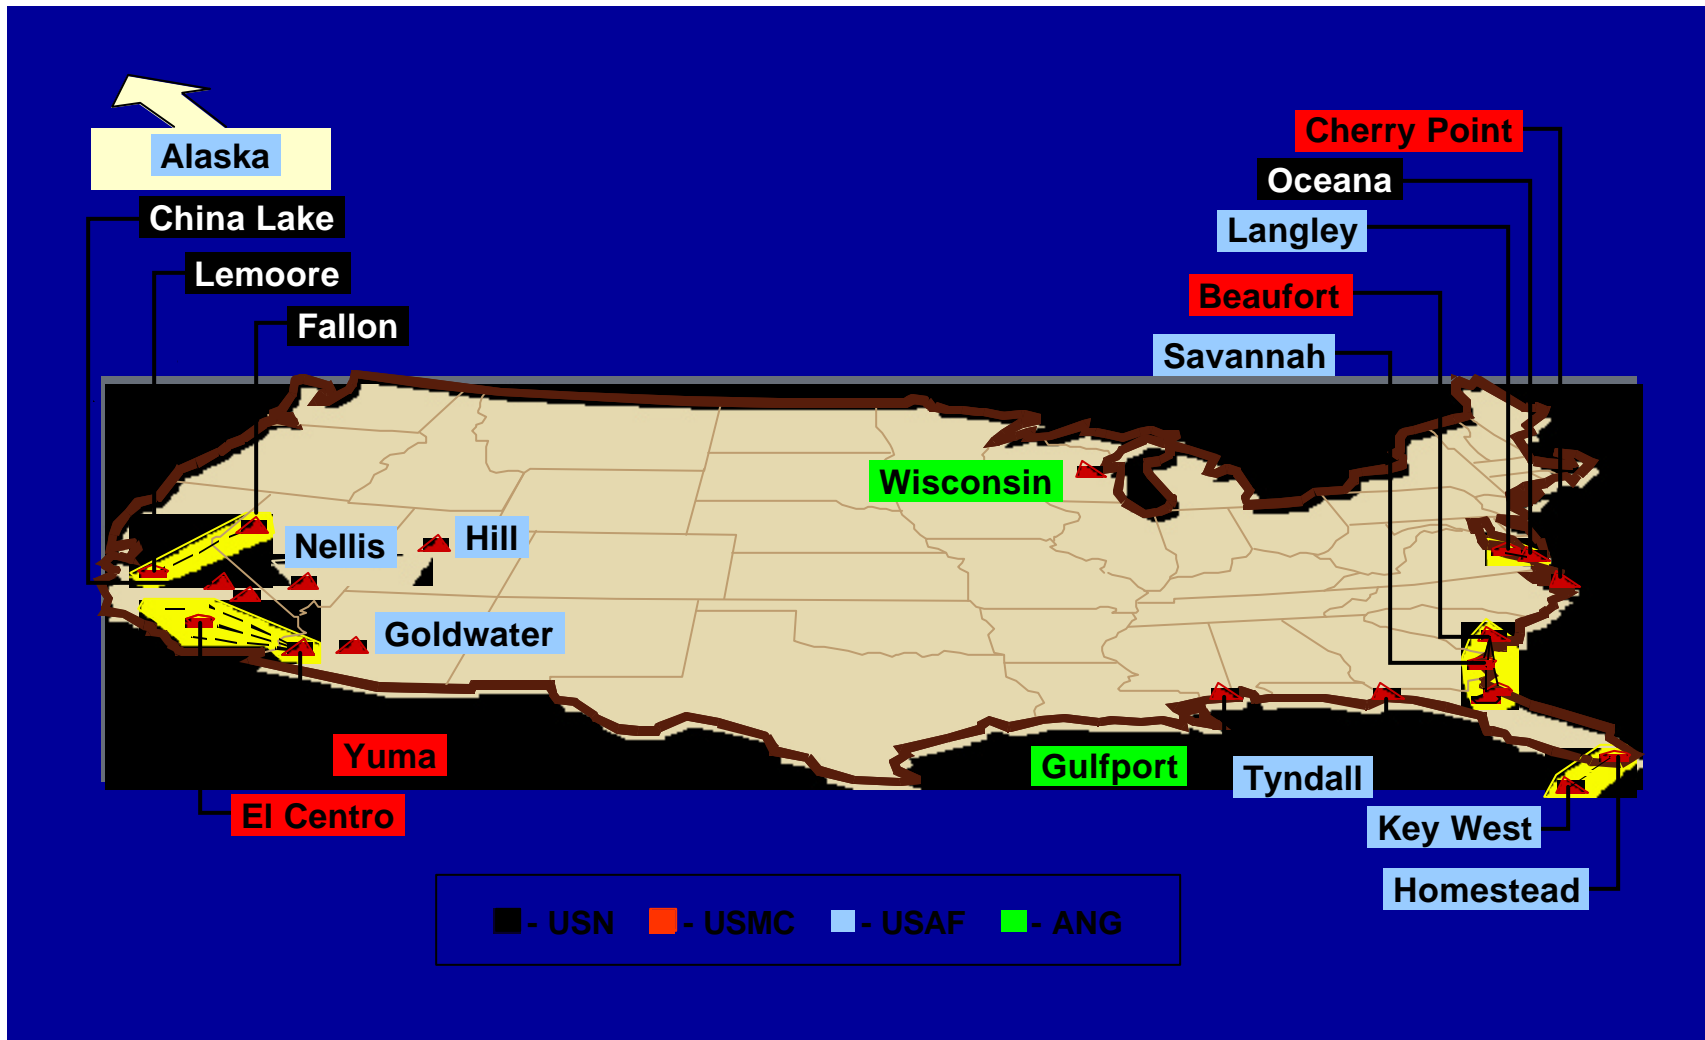 Alaska
China Lake
Lemoore
Fallon
Cherry Point
Oceana
Langley
Beaufort
Savannah
Wisconsin
Nellis
Hill
Goldwater
Yuma
El Centro
Gulfport
Tyndall
Key West
Homestead
- USN - USMC - USAF - ANG